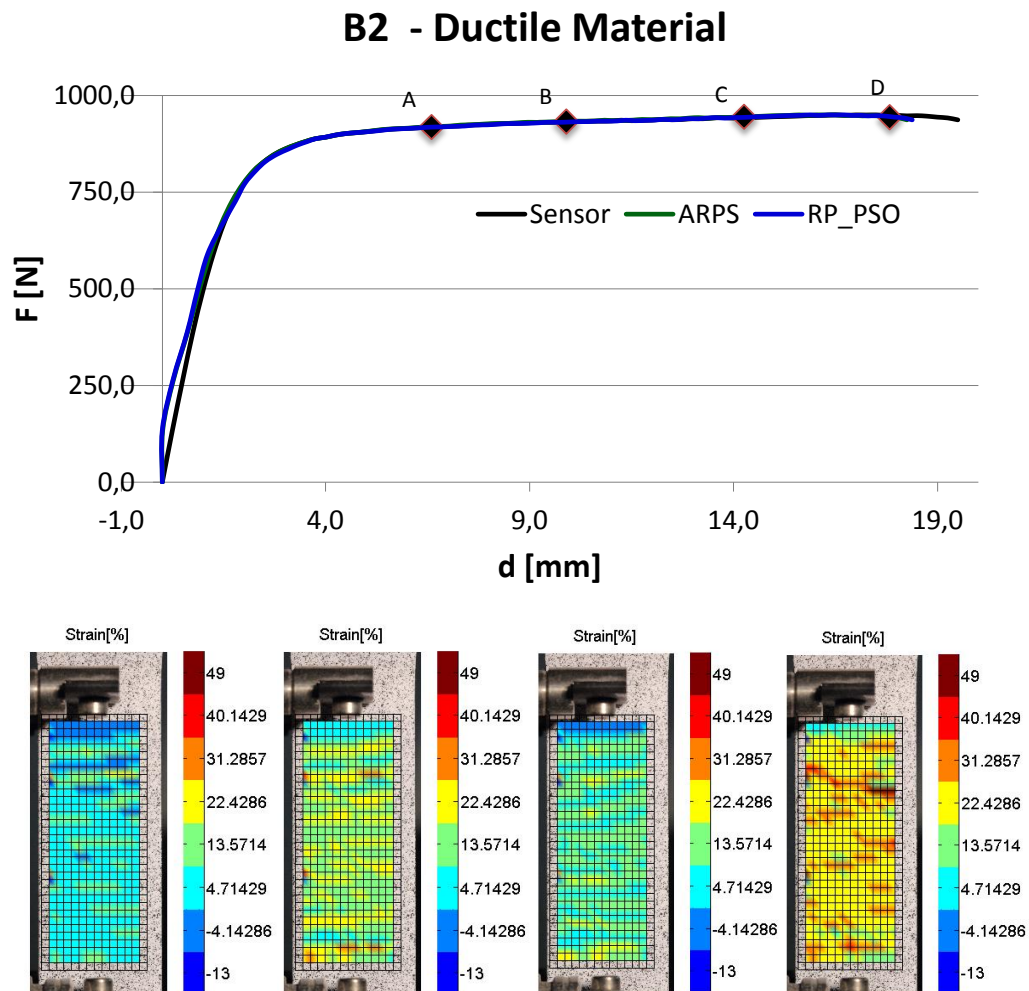 B2 - Ductile Material
A B C D
1000,0
750,0
Sensor ARPS RP_PSO
500,0
250,0
0,0
F [N]
-1,0 4,0 9,0 14,0 19,0
d [mm]
Strain[%] Strain[%] Strain[%] Strain[%]
49 49 49 49
40.1429 40.1429 40.1429 40.1429
31.2857 31.2857 31.2857 31.2857
22.4286 22.4286 22.4286 22.4286
13.5714 13.5714 13.5714 13.5714
4.71429 4.71429 4.71429 4.71429
-4.14286 -4.14286 -4.14286 -4.14286
-13 -13 -13 -13